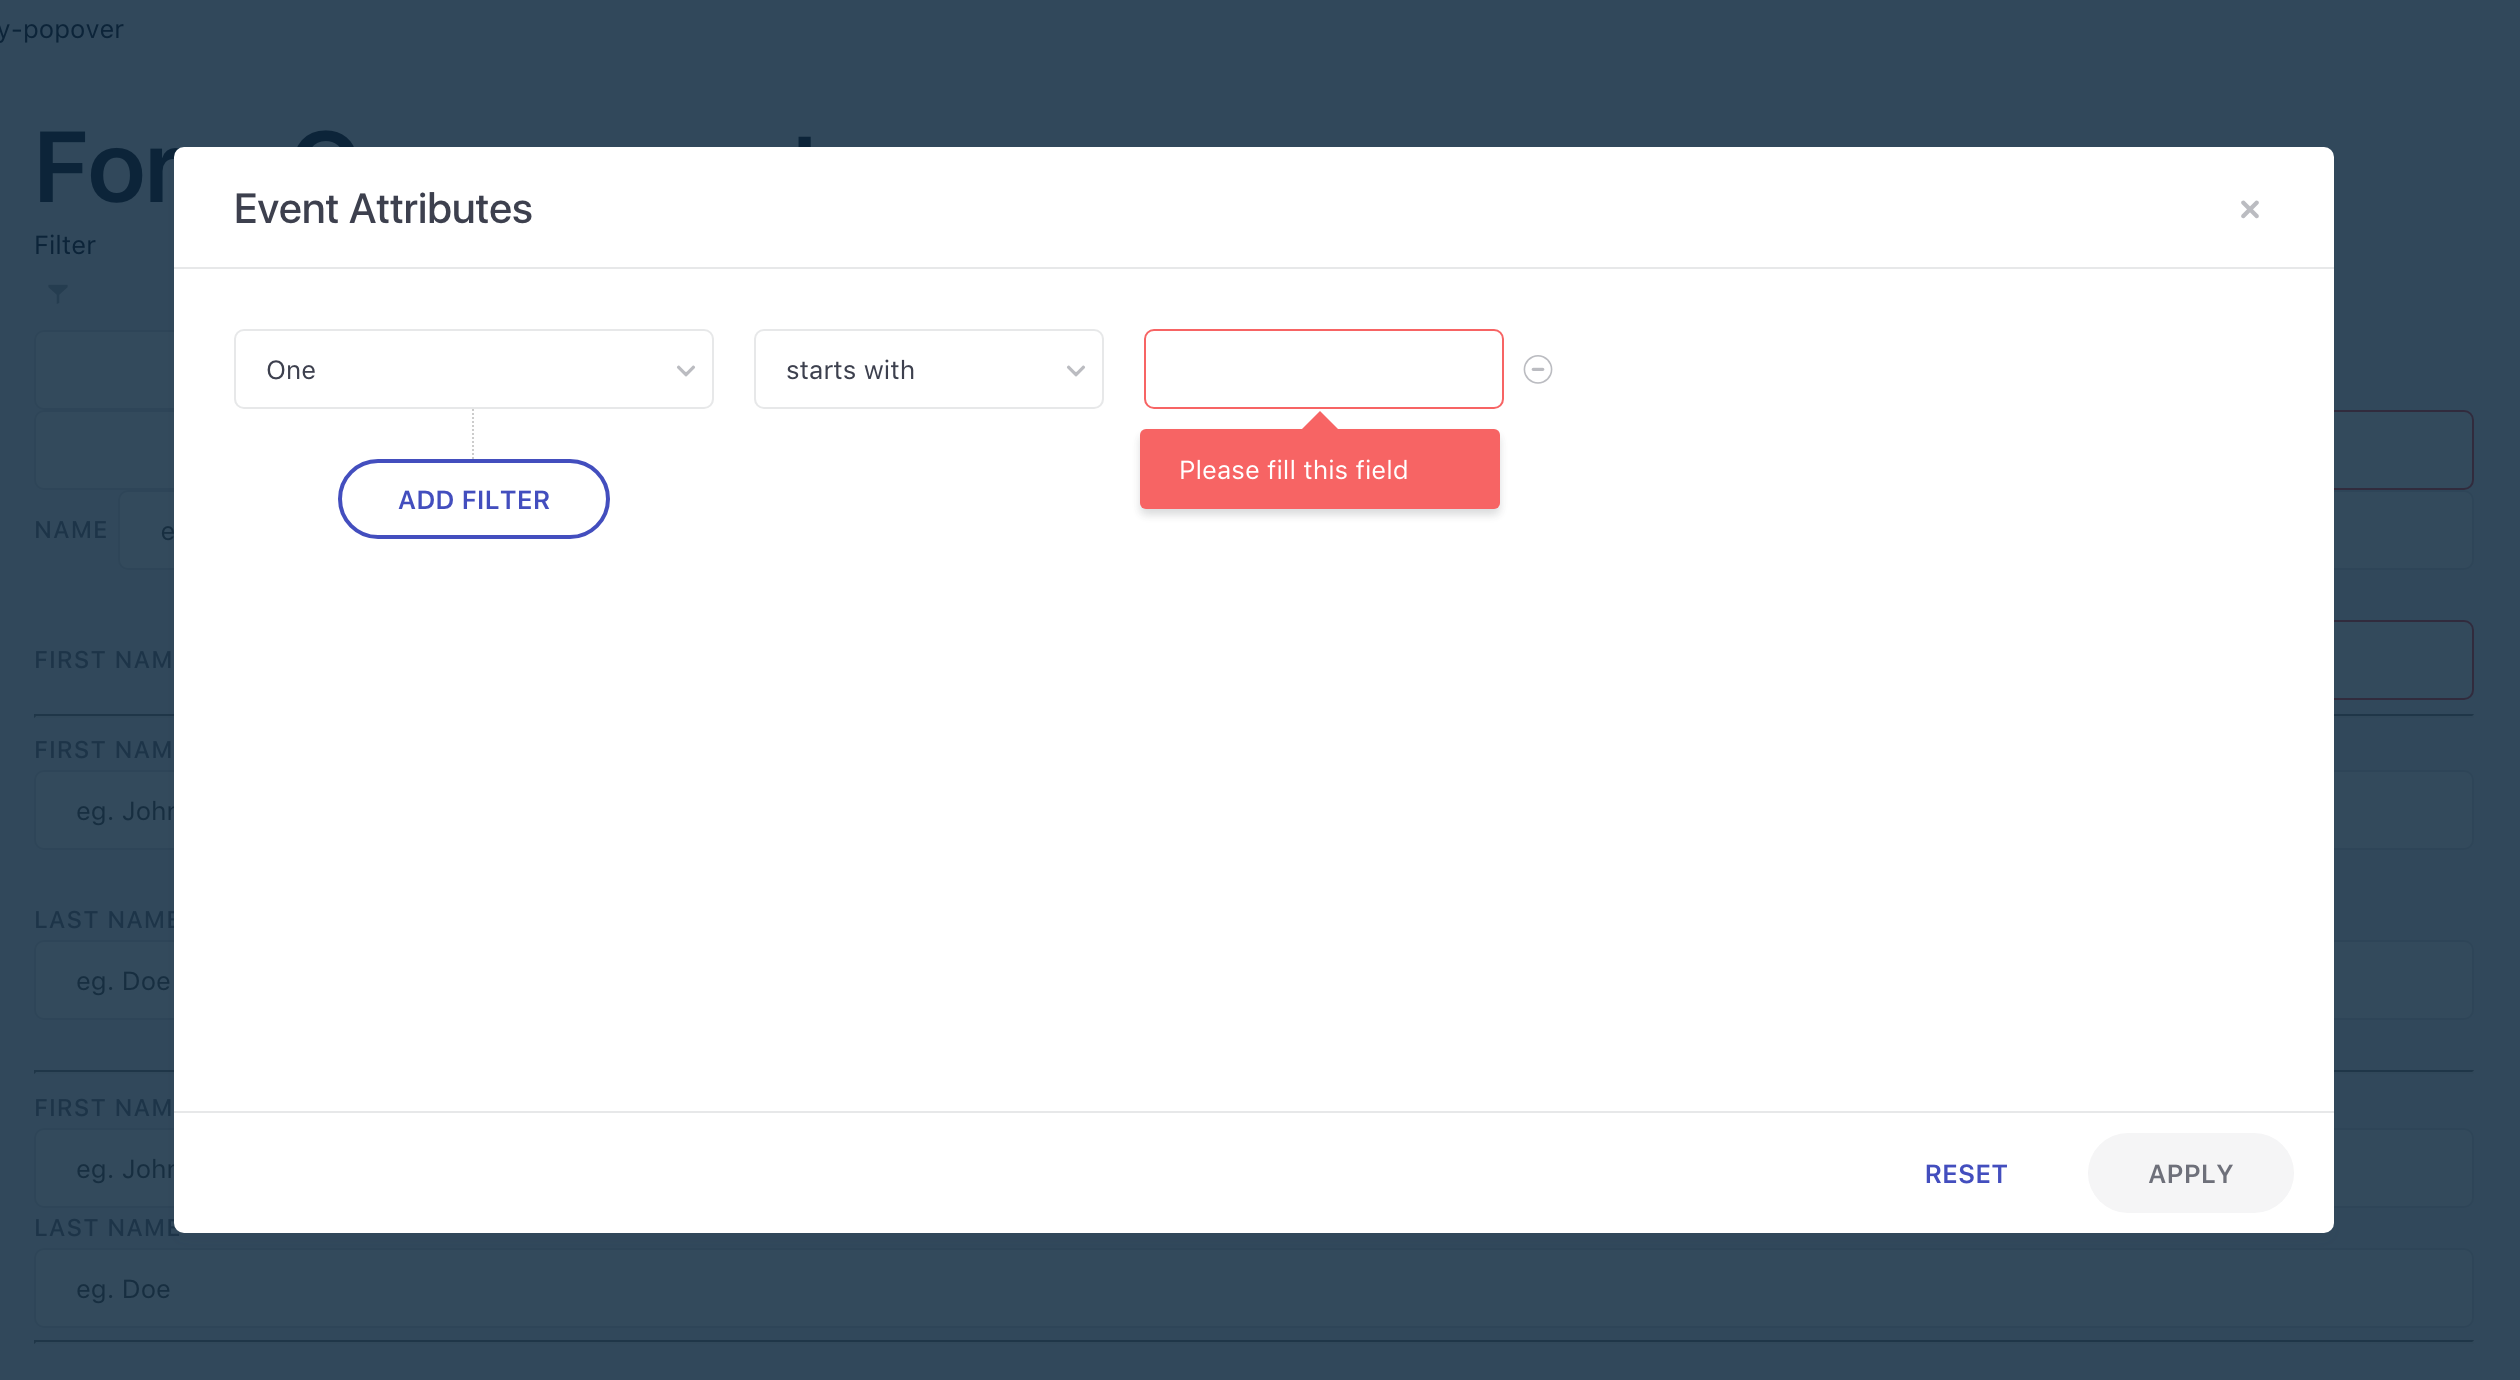 y-popover
Event Attributes
Filter
One
starts with
Please fill this field
ADD FILTER
NAME
FIRST NAM
FIRST NAM
eg. John
LAST NAME
eg. Doe
FIRST NAM
eg. John
RESET
APPLY
LAST NAME
eg. Doe